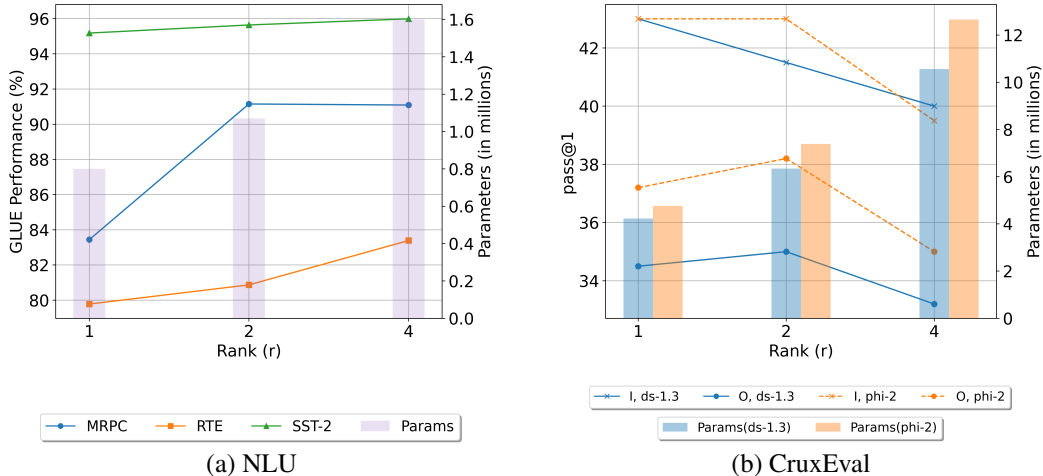 GLUE Performance (%)
96
94
92
90
88
86
84
82
80
1.6
1.4
1.2
1.0
0.8
0.6
0.4
0.2
0.0
Parameters (in millions)
1 2 4
Rank (r)
MRPC RTE SST-2 Params
(a) NLU
pass@1
42
40
38
36
34
12
10
8
6
4
2
0
Parameters (in millions)
1 2 4
Rank (r)
I, ds-1.3 O, ds-1.3 I, phi-2 O, phi-2
Params(ds-1.3) Params(phi-2)
(b) CruxEval